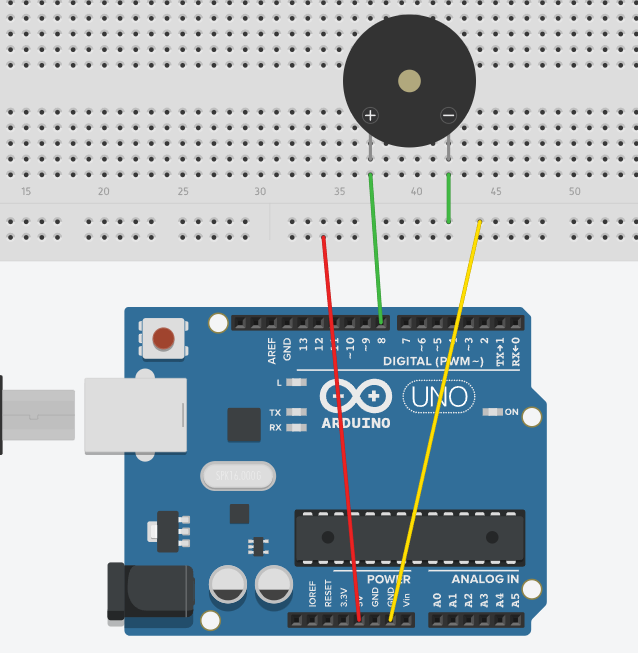 + −
15 20 25 30 35 40 45 50
AREF
GND
13
12
11
~10
~9
8
7
~6
~5
4
~3
2
TX→1
RX←0
DIGITAL (PWM~)
L
TX
RX
ARDUINO
UNO
ON
POWER
ANALOG IN
IOREF
RESET
3.3V
5V
GND
GND
Vin
A0
A1
A2
A3
A4
A5